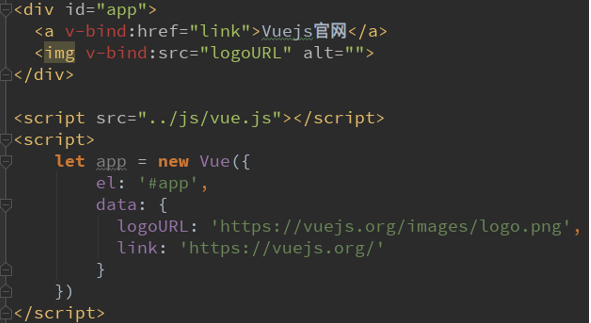 <div id="app">
  <a v-bind:href="link">Vuejs官网</a>
  <img v-bind:src="logoURL" alt="">
</div>

<script src="../js/vue.js"></script>
<script>
    let app = new Vue({
        el: '#app',
        data: {
          logoURL: 'https://vuejs.org/images/logo.png',
          link: 'https://vuejs.org/'
        }
    })
</script>